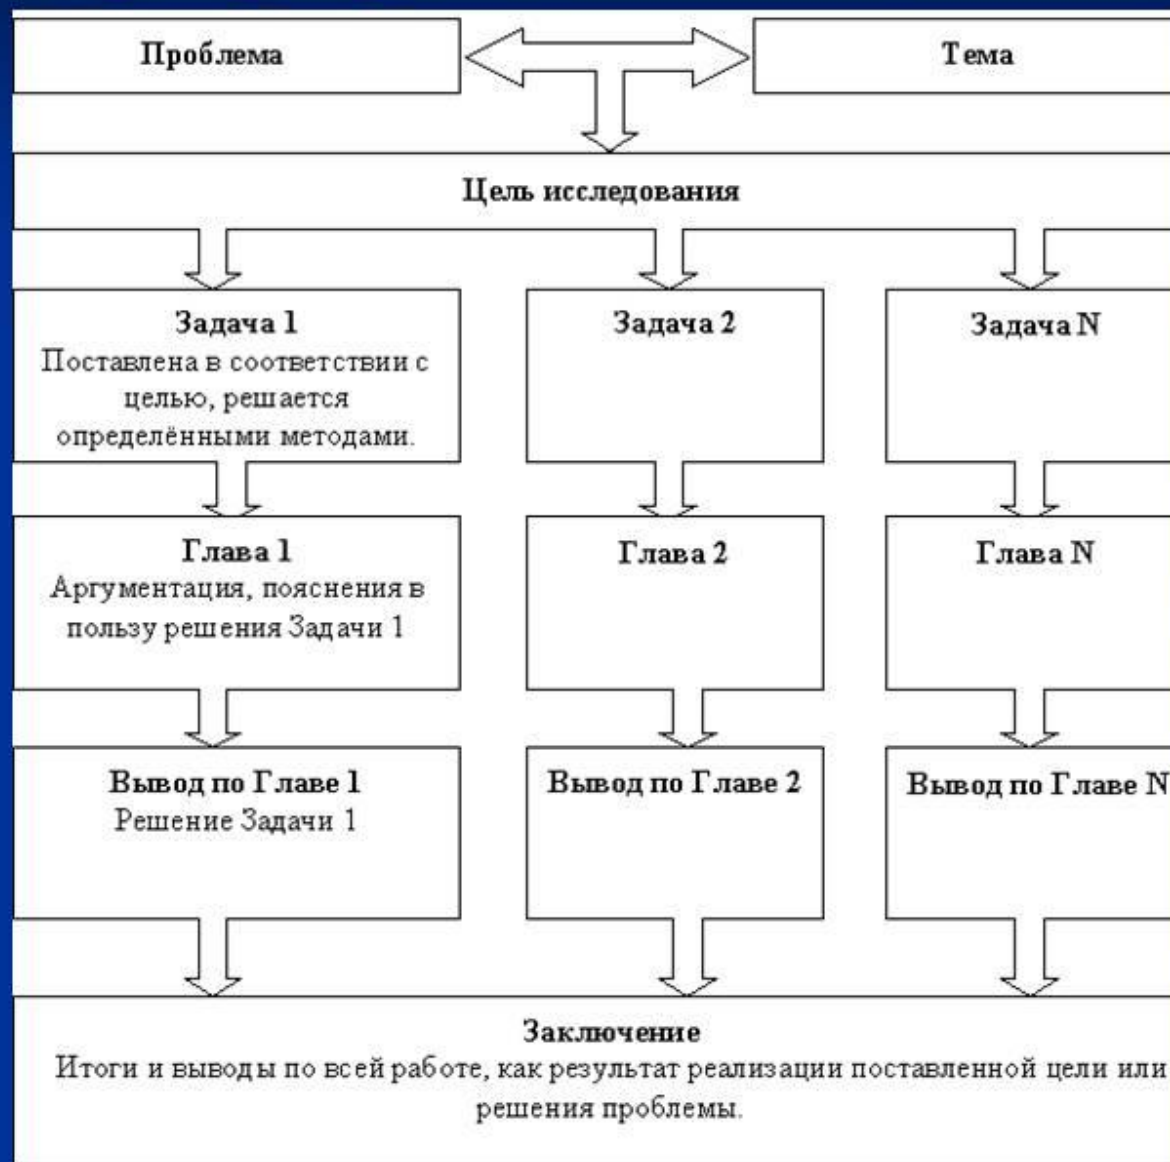 Проблема
Тема
Цель исследования
Задача 1
Поставлена в соответствии с
целью, решается
определёнными методами.
Задача 2
Задача N
Глава 1
Аргументация, пояснения в
пользу решения Задачи 1
Глава 2
Глава N
Вывод по Главе 1
Решение Задачи 1
Вывод по Главе 2
Вывод по Главе N
Заключение
Итоги и выводы по всей работе, как результат реализации поставленной цели или
решения проблемы.